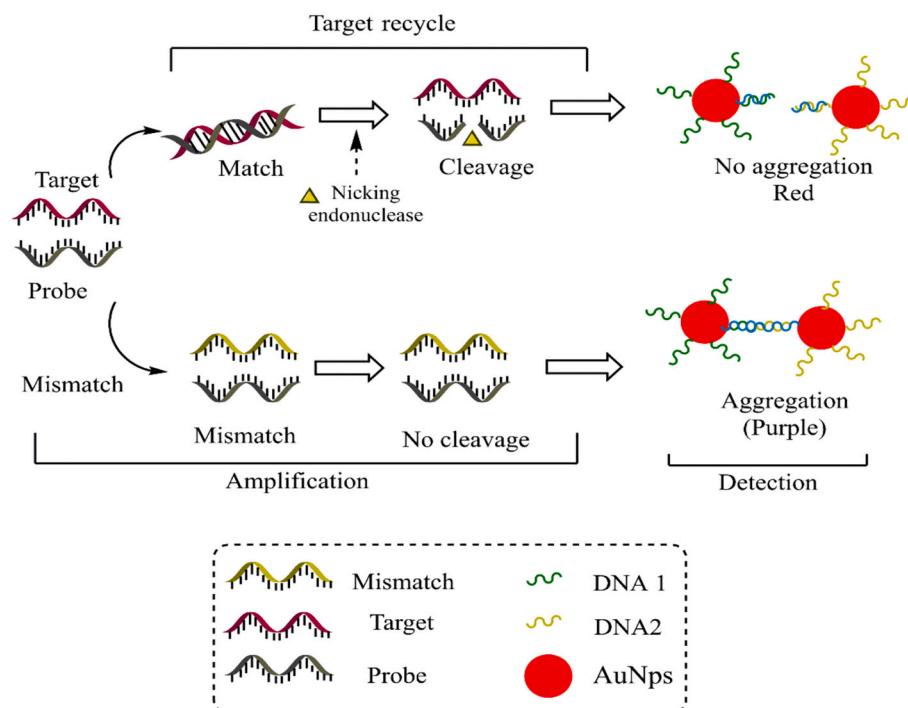 Target recycle
Target
Probe
Match
Nicking
endonuclease
Cleavage
No aggregation
Red
Mismatch
Mismatch
No cleavage
Aggregation
(Purple)
Amplification
Detection
Mismatch
DNA 1
Target
DNA2
Probe
AuNps